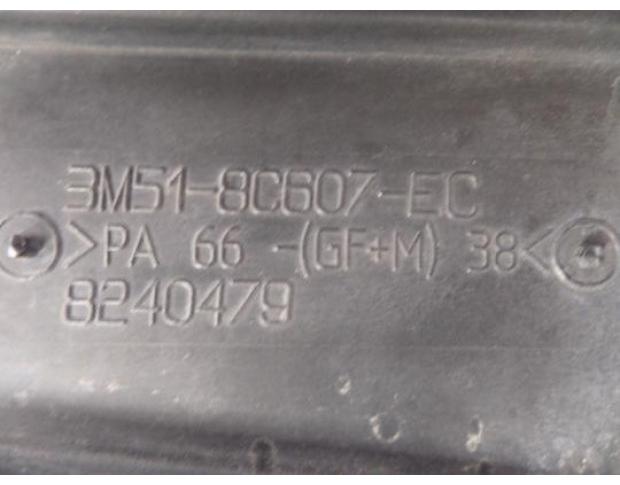 3M51-8C607-EC
>PA 66 -(GF+M) 38<
8240479